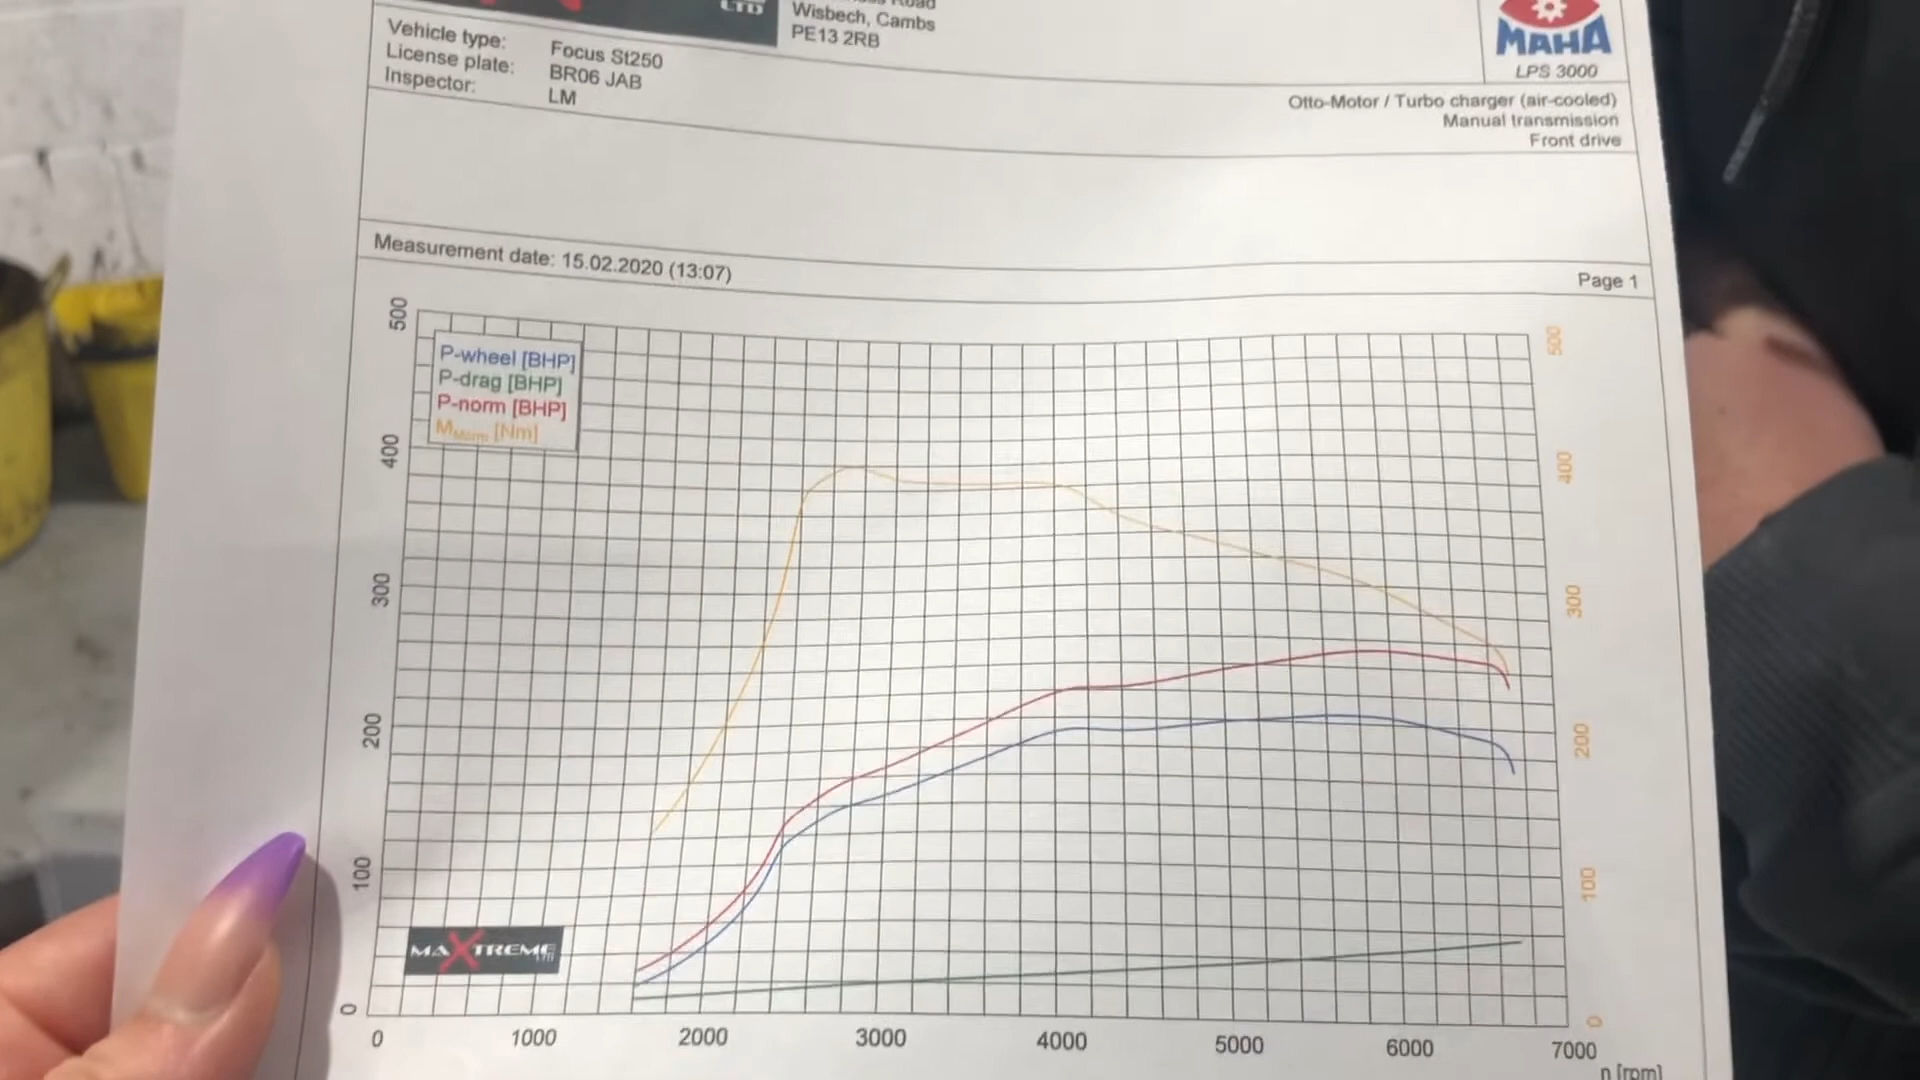 LTD
Road
Wisbech, Cambs
PE13 2RB
MAHA
LPS 3000
Vehicle type: Focus St250
License plate: BR06 JAB
Inspector: LM
Otto-Motor / Turbo charger (air-cooled)
Manual transmission
Front drive
Measurement date: 15.02.2020 (13:07)
Page 1
P-wheel [BHP]
P-drag [BHP]
P-norm [BHP]
[Nm]
500
400
300
200
100
0
500
400
300
200
100
0
MAXTREME
LTD
0 1000 2000 3000 4000 5000 6000 7000
n [rpm]